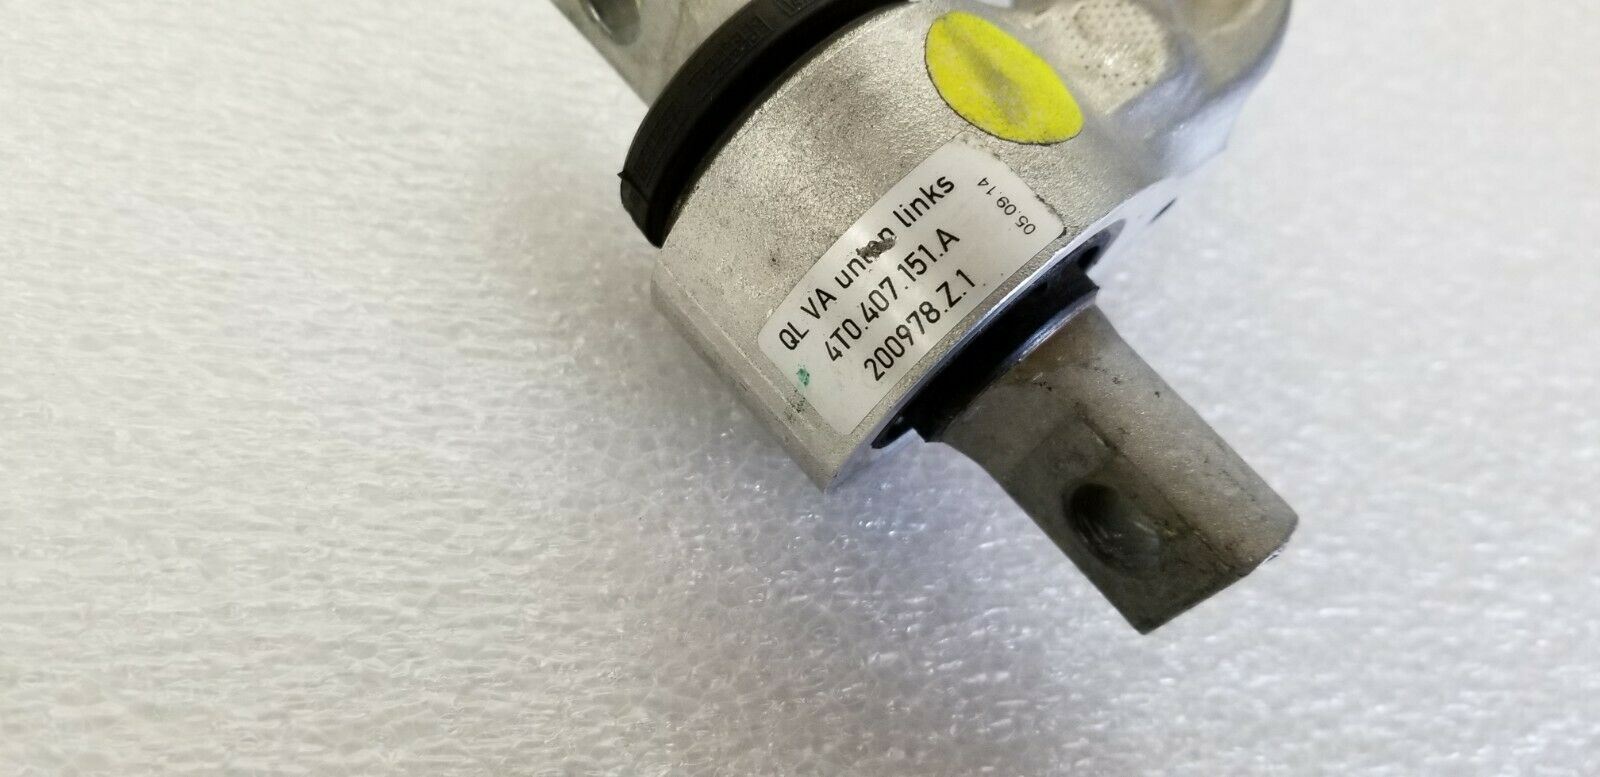 QL VA unten links
4T0.407.151.A
200978.Z.1
05.09.14